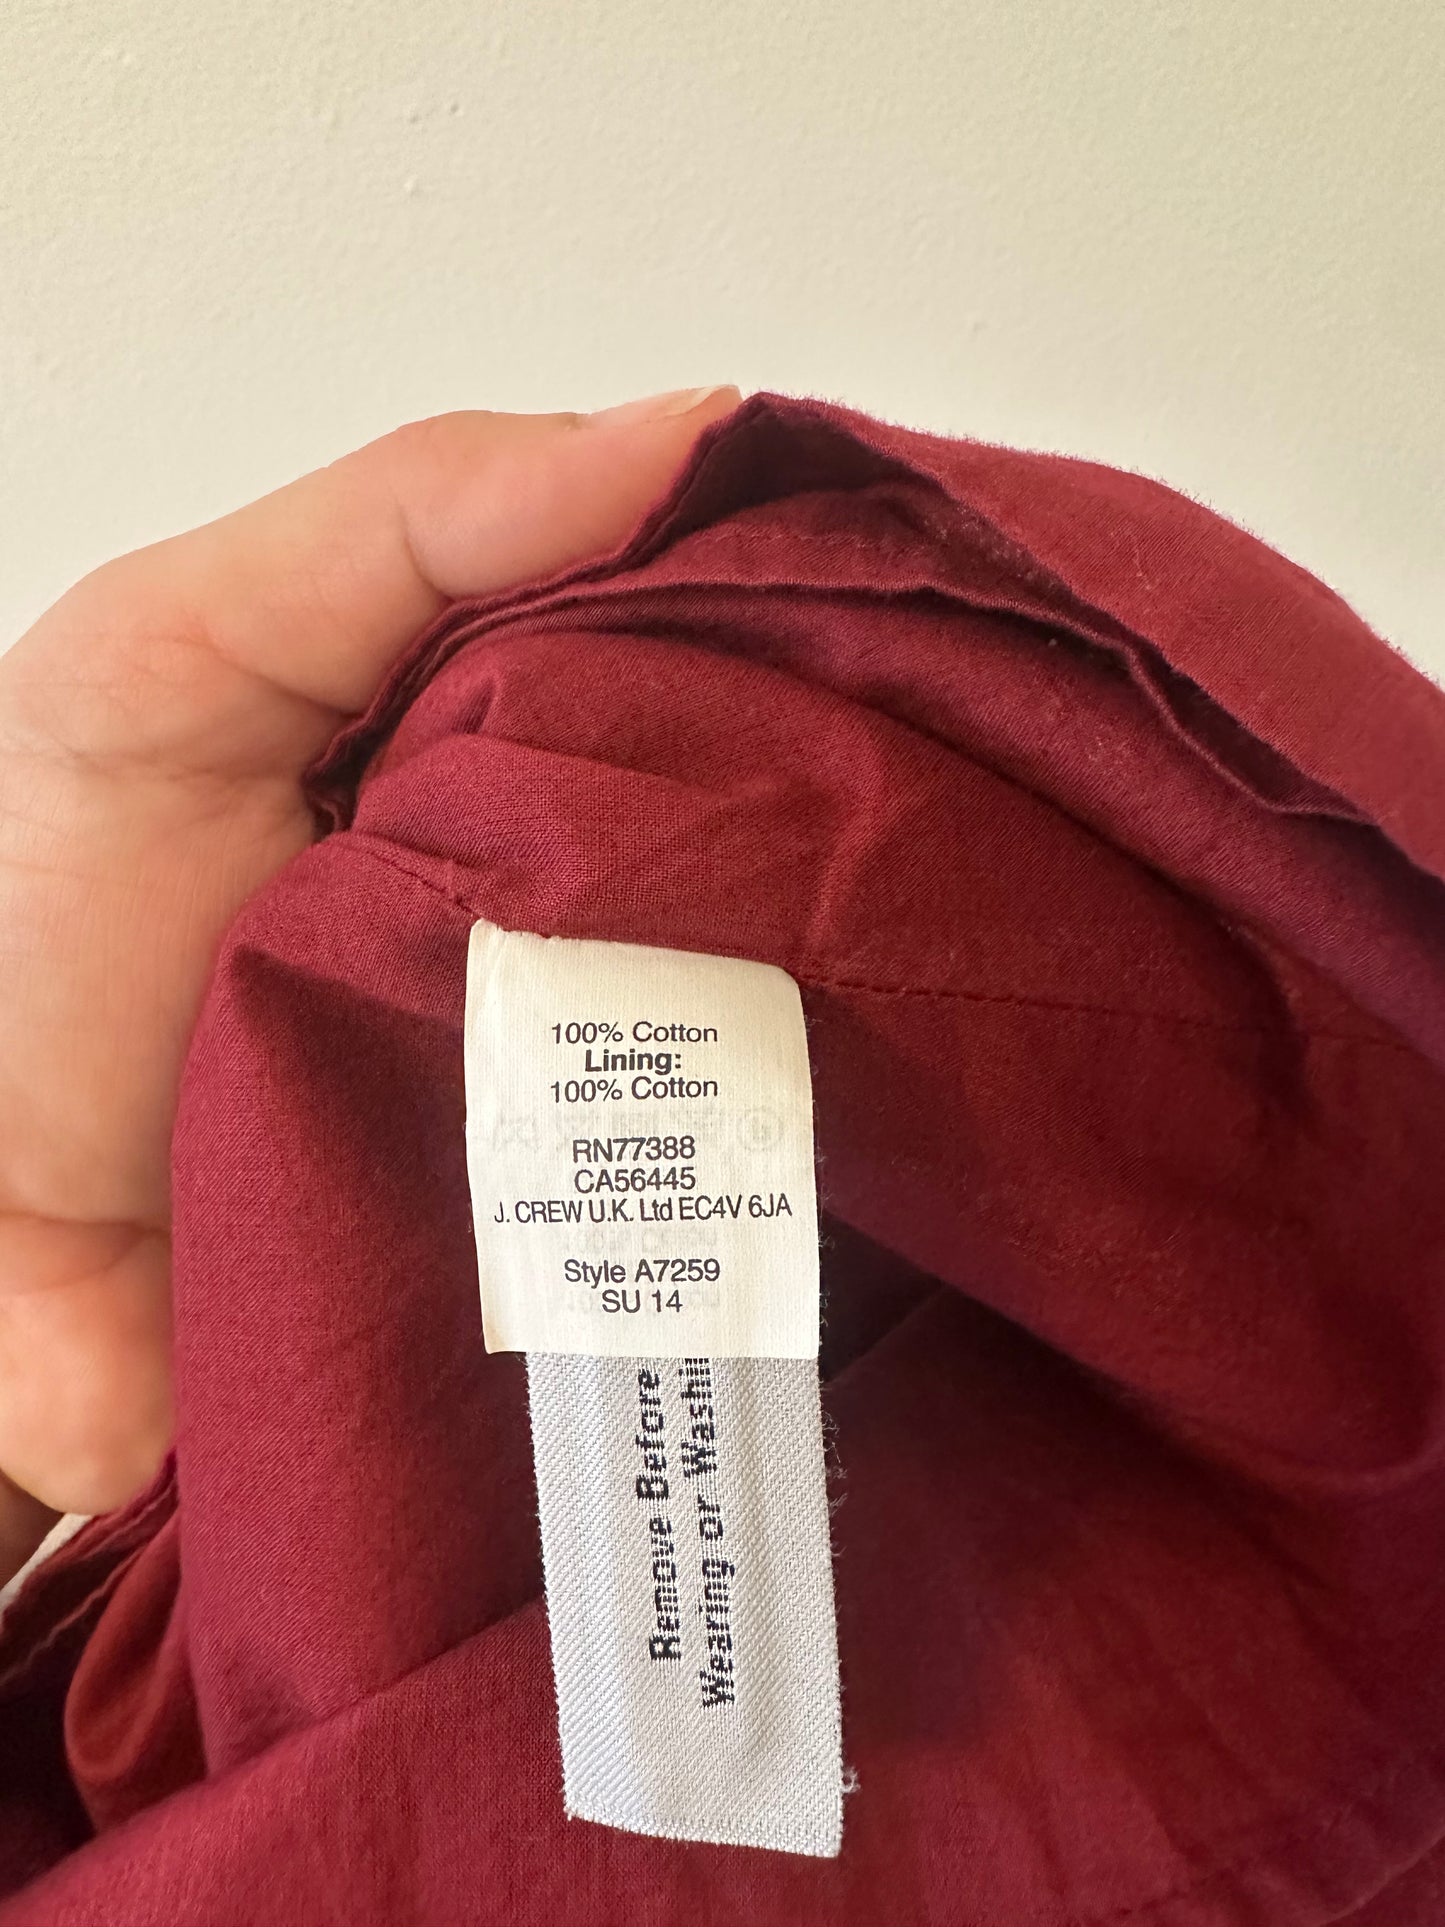 100% Cotton
Lining:
100% Cotton
RN77388
CA56445
J. CREW U.K. Ltd EC4V 6JA
Style A7259
SU 14
Remove Before
Wearing or Washi